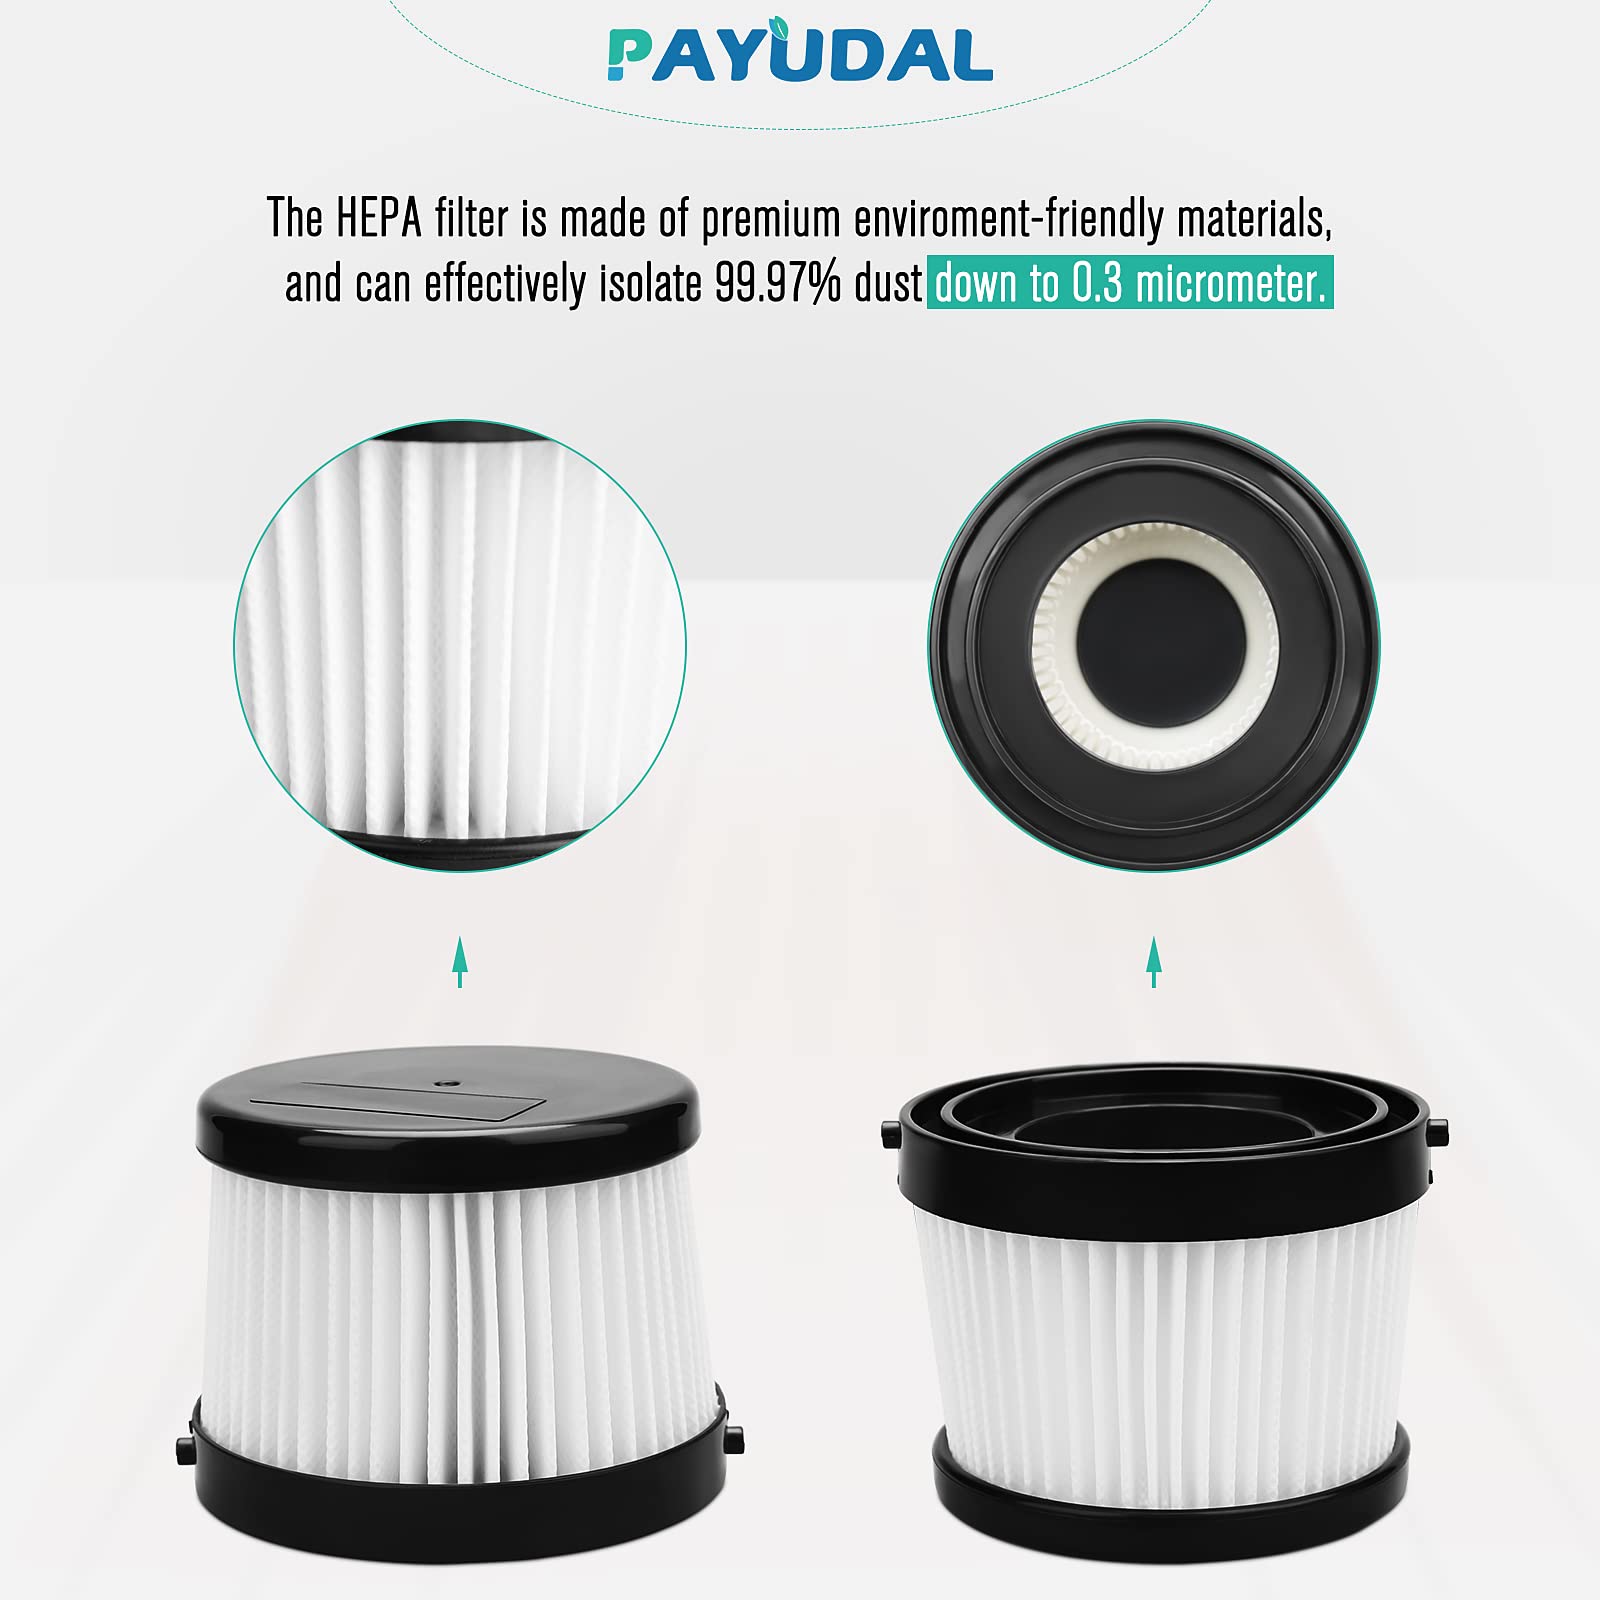 PAYUDAL
The HEPA filter is made of premium enviroment-friendly materials,
and can effectively isolate 99.97% dust down to 0.3 micrometer.